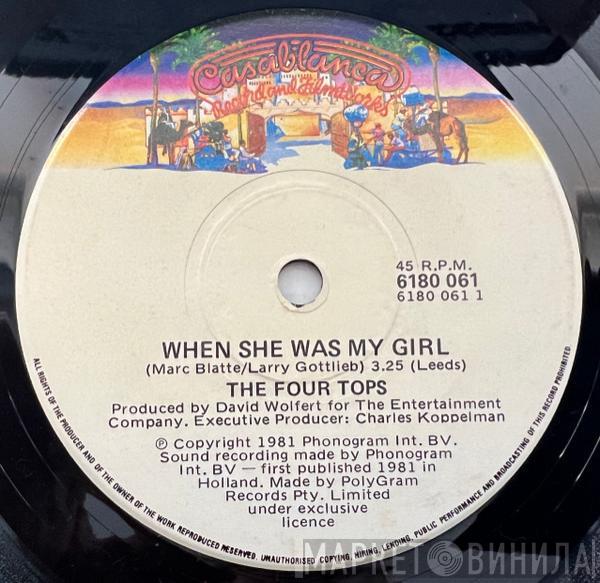 Casablanca
Record and FilmWorks
45 R.P.M.
6180 061
6180 061 1
WHEN SHE WAS MY GIRL
(Marc Blatte/Larry Gottlieb) 3.25 (Leeds)
THE FOUR TOPS
Produced by David Wolfert for The Entertainment
Company. Executive Producer: Charles Koppelman
℗ Copyright 1981 Phonogram Int. BV.
Sound recording made by Phonogram
Int. BV — first published 1981 in
Holland. Made by PolyGram
Records Pty. Limited
under exclusive
licence
ALL RIGHTS OF THE PRODUCER AND OF THE OWNER OF THE WORK REPRODUCED RESERVED. UNAUTHORISED COPYING, HIRING, LENDING, PUBLIC PERFORMANCE AND BROADCASTING OF THIS RECORD PROHIBITED
МАРКЕТ ВИНИЛА